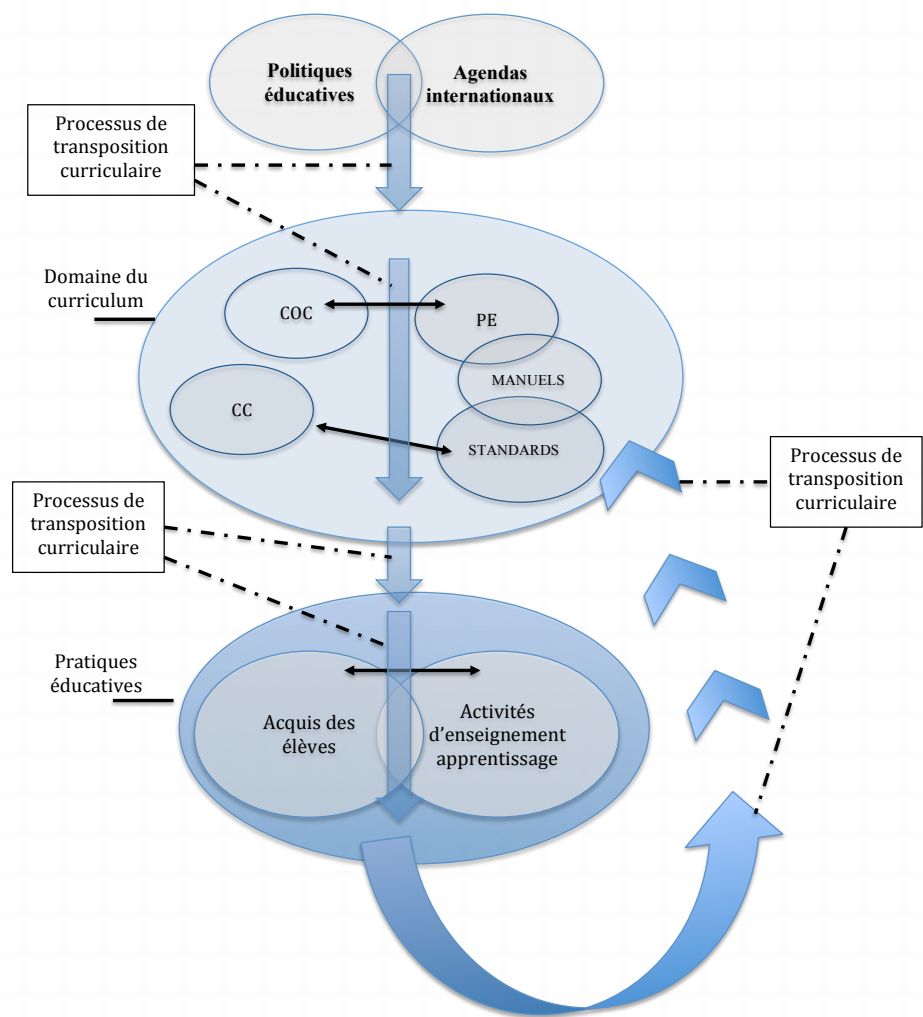 Politiques
éducatives
Agendas
internationaux
Processus de
transposition
curriculaire
Domaine du
curriculum
COC
PE
MANUELS
CC
STANDARDS
Processus de
transposition
curriculaire
Processus de
transposition
curriculaire
Pratiques
éducatives
Acquis des
élèves
Activités
d’enseignement
apprentissage